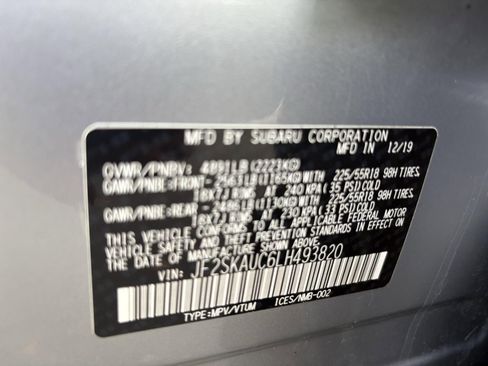 MFD BY SUBARU CORPORATION
MFD IN 12/19
GVWR/PNBV: 4891LB (2223KG)
GAWR/PNBE:FRONT- 2563LB (1165KG) WITH 225/55R18 98H TIRES,
18X7J RIMS AT 240 KPA (35 PSI) COLD
GAWR/PNBE:REAR- 2486LB (1130KG) WITH 225/55R18 98H TIRES,
18X7J RIMS AT 230 KPA (33 PSI) COLD
THIS VEHICLE CONFORMS TO ALL APPLICABLE FEDERAL MOTOR
VEHICLE SAFETY AND THEFT PREVENTION STANDARDS IN EFFECT ON
THE DATE OF MANUFACTURE SHOWN ABOVE.
VIN: JF2SKAUC6LH493820
TYPE:MPV/VTUM ICES/NMB-002